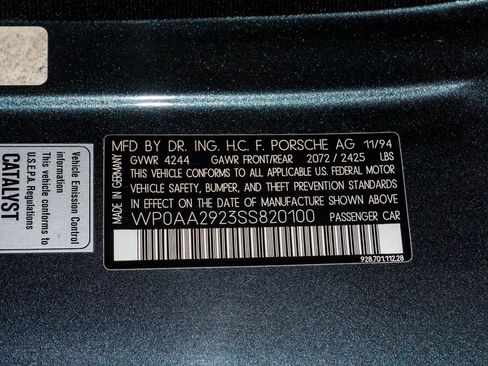 MFD BY DR. ING. H.C. F. PORSCHE AG 11/94
GVWR 4244 GAWR FRONT/REAR 2072 / 2425 LBS
THIS VEHICLE CONFORMS TO ALL APPLICABLE U.S. FEDERAL MOTOR
VEHICLE SAFETY, BUMPER, AND THEFT PREVENTION STANDARDS
IN EFFECT ON THE DATE OF MANUFACTURE SHOWN ABOVE
WP0AA2923SS820100 PASSENGER CAR
928.701.112.28
MADE IN GERMANY
Vehicle Emission Control
information
This vehicle conforms to
U.S.E.P.A. Regulations
CATALYST